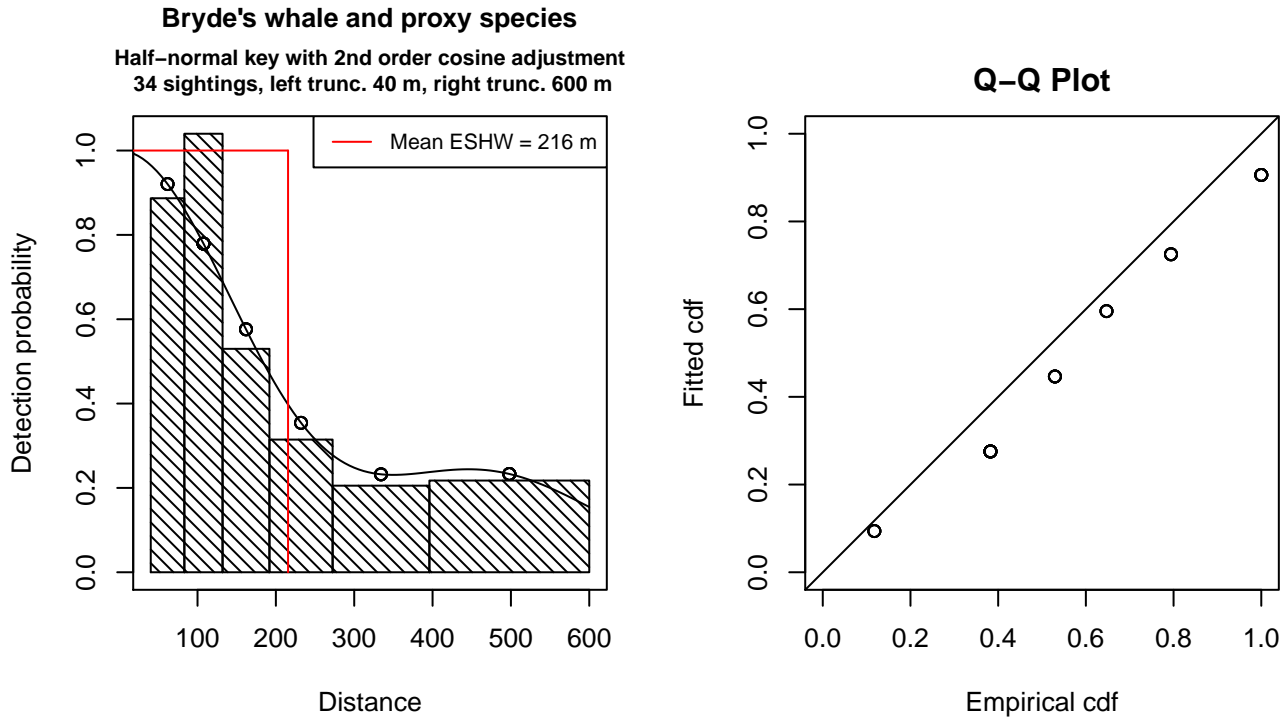 Bryde's whale and proxy species
Half−normal key with 2nd order cosine adjustment
34 sightings, left trunc. 40 m, right trunc. 600 m
Mean ESHW = 216 m
Detection probability
0.0 0.2 0.4 0.6 0.8 1.0
100 200 300 400 500 600
Distance
Q−Q Plot
Fitted cdf
0.0 0.2 0.4 0.6 0.8 1.0
0.0 0.2 0.4 0.6 0.8 1.0
Empirical cdf